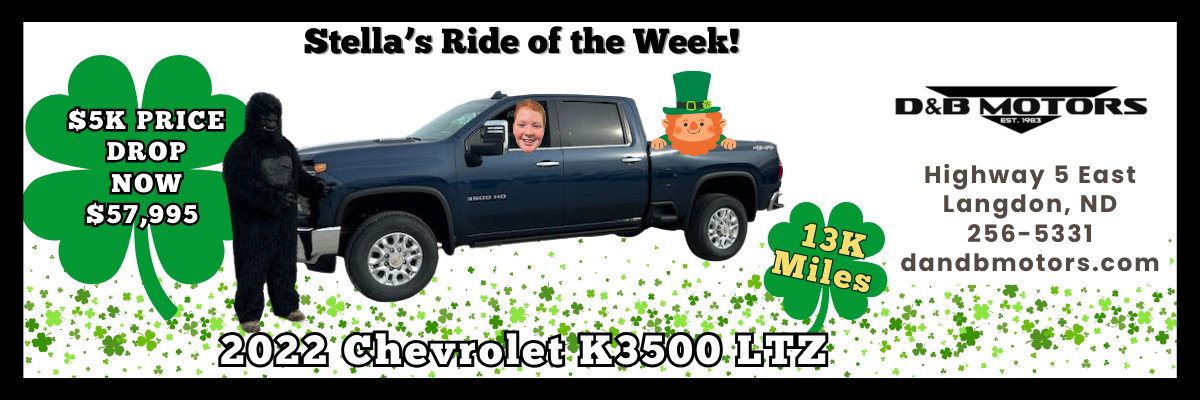 Stella's Ride of the Week!
$5K PRICE
DROP
NOW
$57,995
3500 HD
13K
Miles
2022 Chevrolet K3500 LTZ
D&B MOTORS
EST. 1983
Highway 5 East
Langdon, ND
256-5331
dandbmotors.com